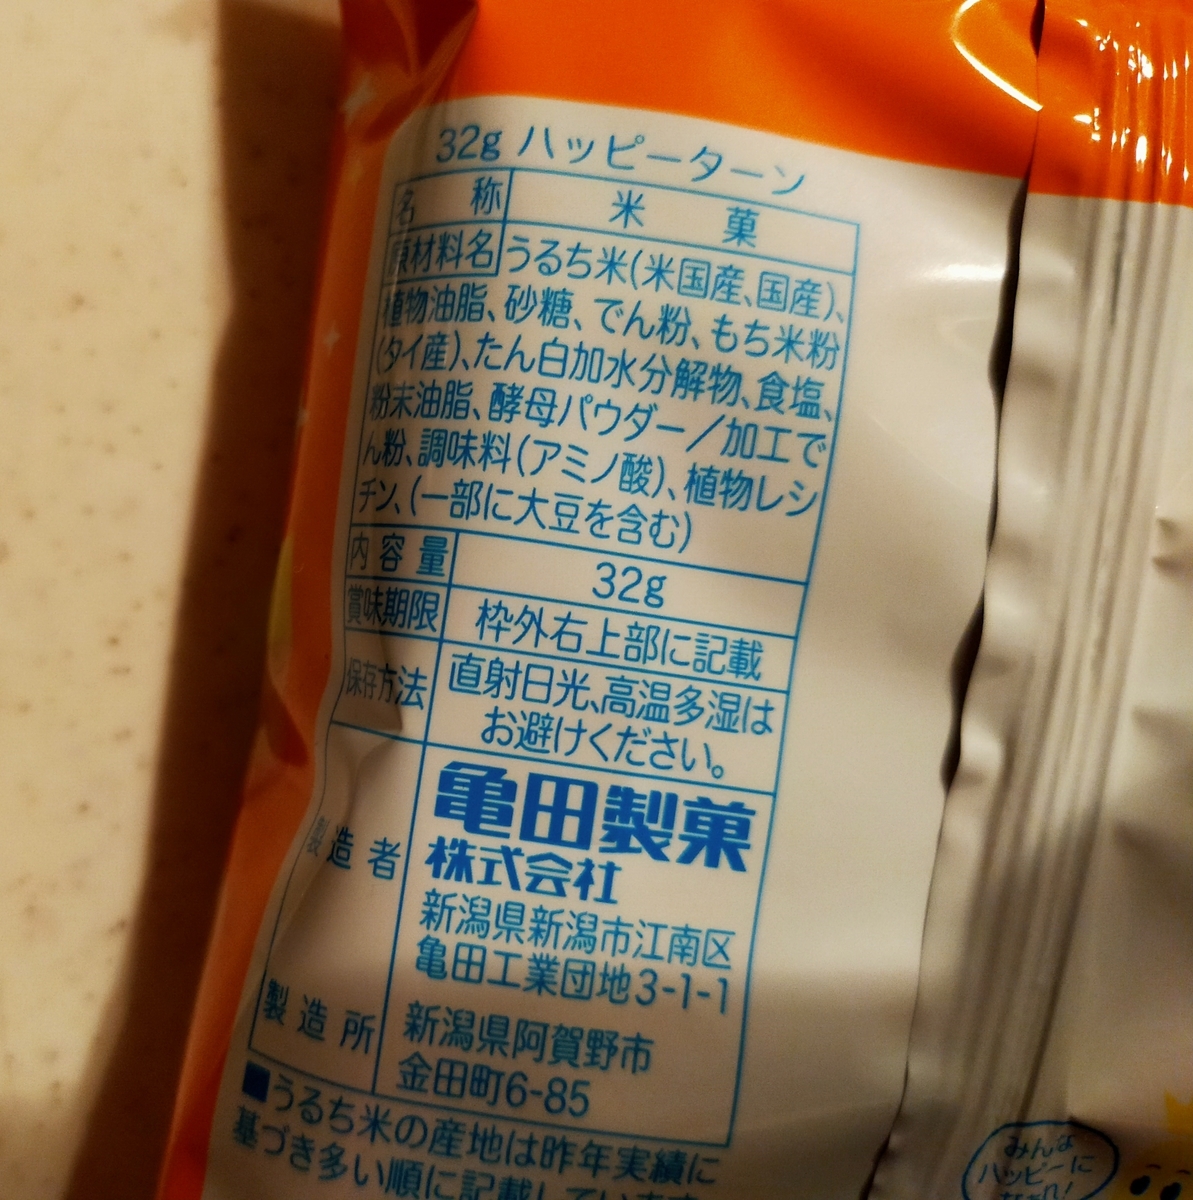 32g ハッピーターン
名 称 米 菓
原材料名 うるち米(米国産、国産)、
植物油脂、砂糖、でん粉、もち米粉
(タイ産)、たん白加水分解物、食塩、
粉末油脂、酵母パウダー/加工で
ん粉、調味料(アミノ酸)、植物レシ
チン、(一部に大豆を含む)
内 容 量 32g
賞味期限 枠外右上部に記載
保存方法 直射日光、高温多湿は
お避けください。
製 造 者 亀田製菓
株式会社
新潟県新潟市江南区
亀田工業団地3-1-1
製 造 所 新潟県阿賀野市
金田町6-85
■うるち米の産地は昨年実績に
基づき多い順に記載しています
みんな
ハッピーに